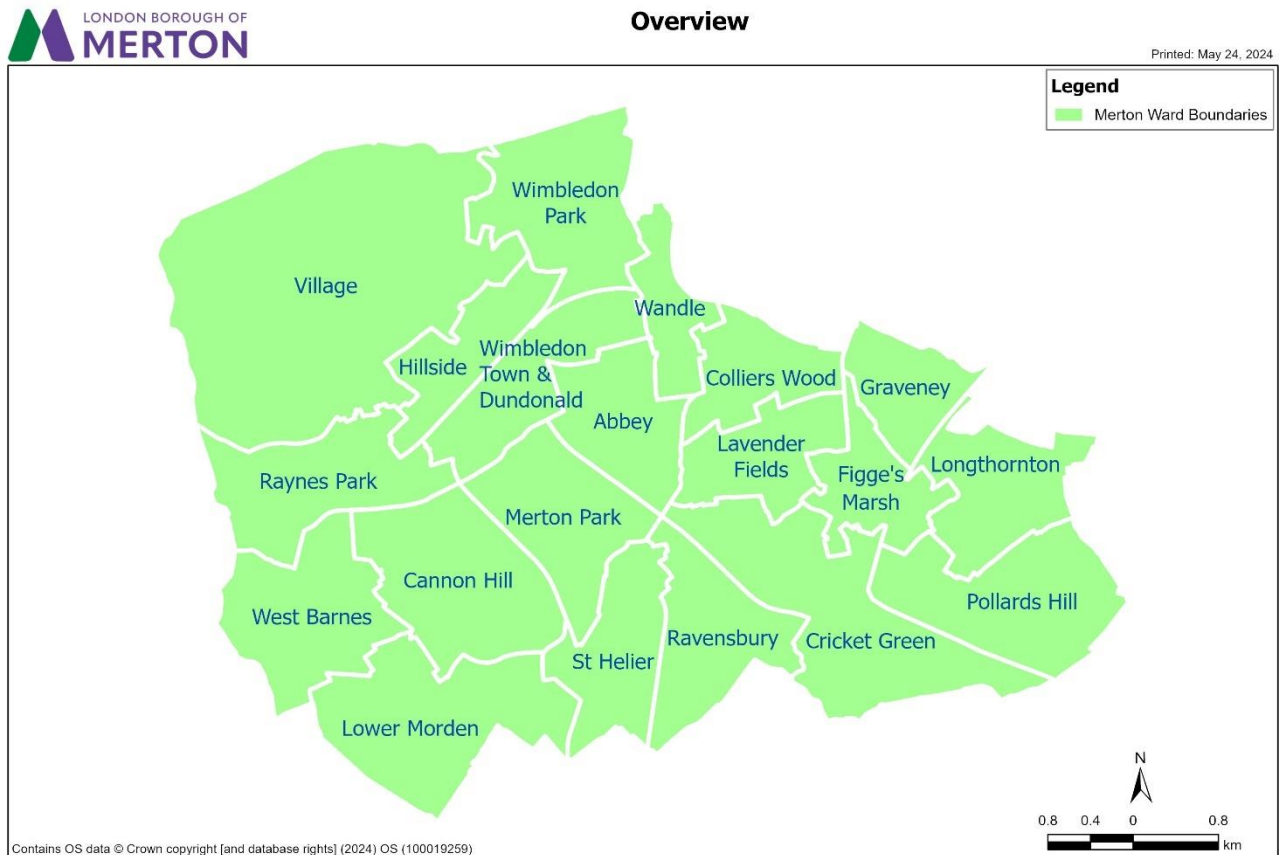 LONDON BOROUGH OF
MERTON
Overview
Printed: May 24, 2024
Legend
Merton Ward Boundaries
Wimbledon
Park
Village
Wandle
Hillside
Wimbledon
Town &
Dundonald
Colliers Wood
Graveney
Abbey
Lavender
Fields
Figge's
Marsh
Longthornton
Raynes Park
Merton Park
Cannon Hill
West Barnes
Pollards Hill
Ravensbury
Cricket Green
St Helier
Lower Morden
N
0.8 0.4 0 0.8
km
Contains OS data © Crown copyright [and database rights] (2024) OS (100019259)